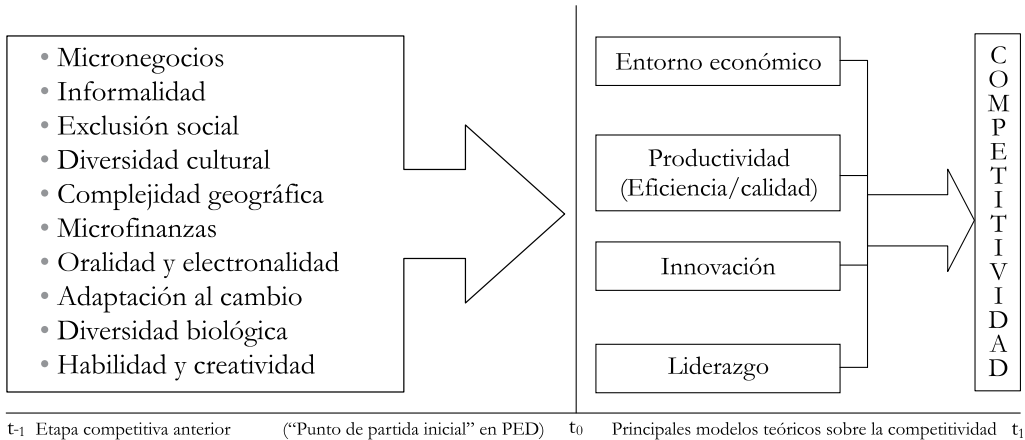 • Micronegocios
• Informalidad
• Exclusión social
• Diversidad cultural
• Complejidad geográfica
• Microfinanzas
• Oralidad y electronalidad
• Adaptación al cambio
• Diversidad biológica
• Habilidad y creatividad
Entorno económico
Productividad
(Eficiencia/calidad)
Innovación
Liderazgo
COMPETITIVIDAD
t-1 Etapa competitiva anterior (“Punto de partida inicial” en PED) t0 Principales modelos teóricos sobre la competitividad t1